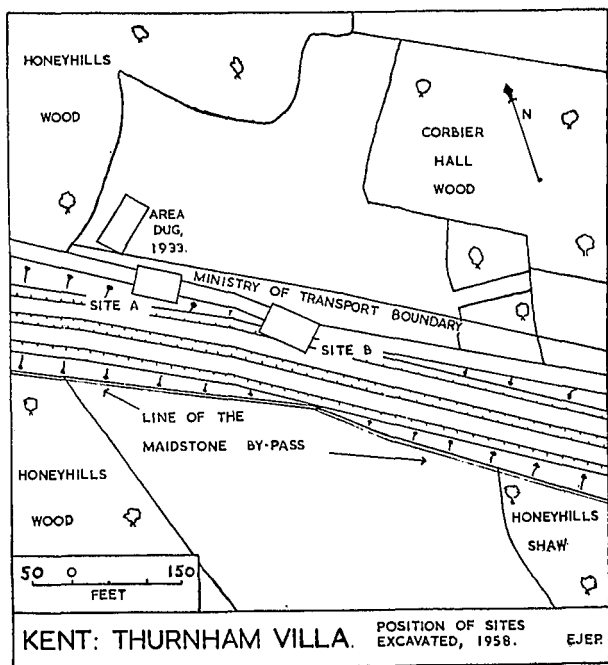 HONEYHILLS
WOOD
CORBIER
HALL
WOOD
N
AREA
DUG,
1933.
MINISTRY OF TRANSPORT BOUNDARY
SITE A
SITE B
LINE OF THE
MAIDSTONE BY-PASS
HONEYHILLS
WOOD
HONEYHILLS
SHAW
50 0 150
FEET
KENT: THURNHAM VILLA.
POSITION OF SITES
EXCAVATED, 1958.
EJEP.